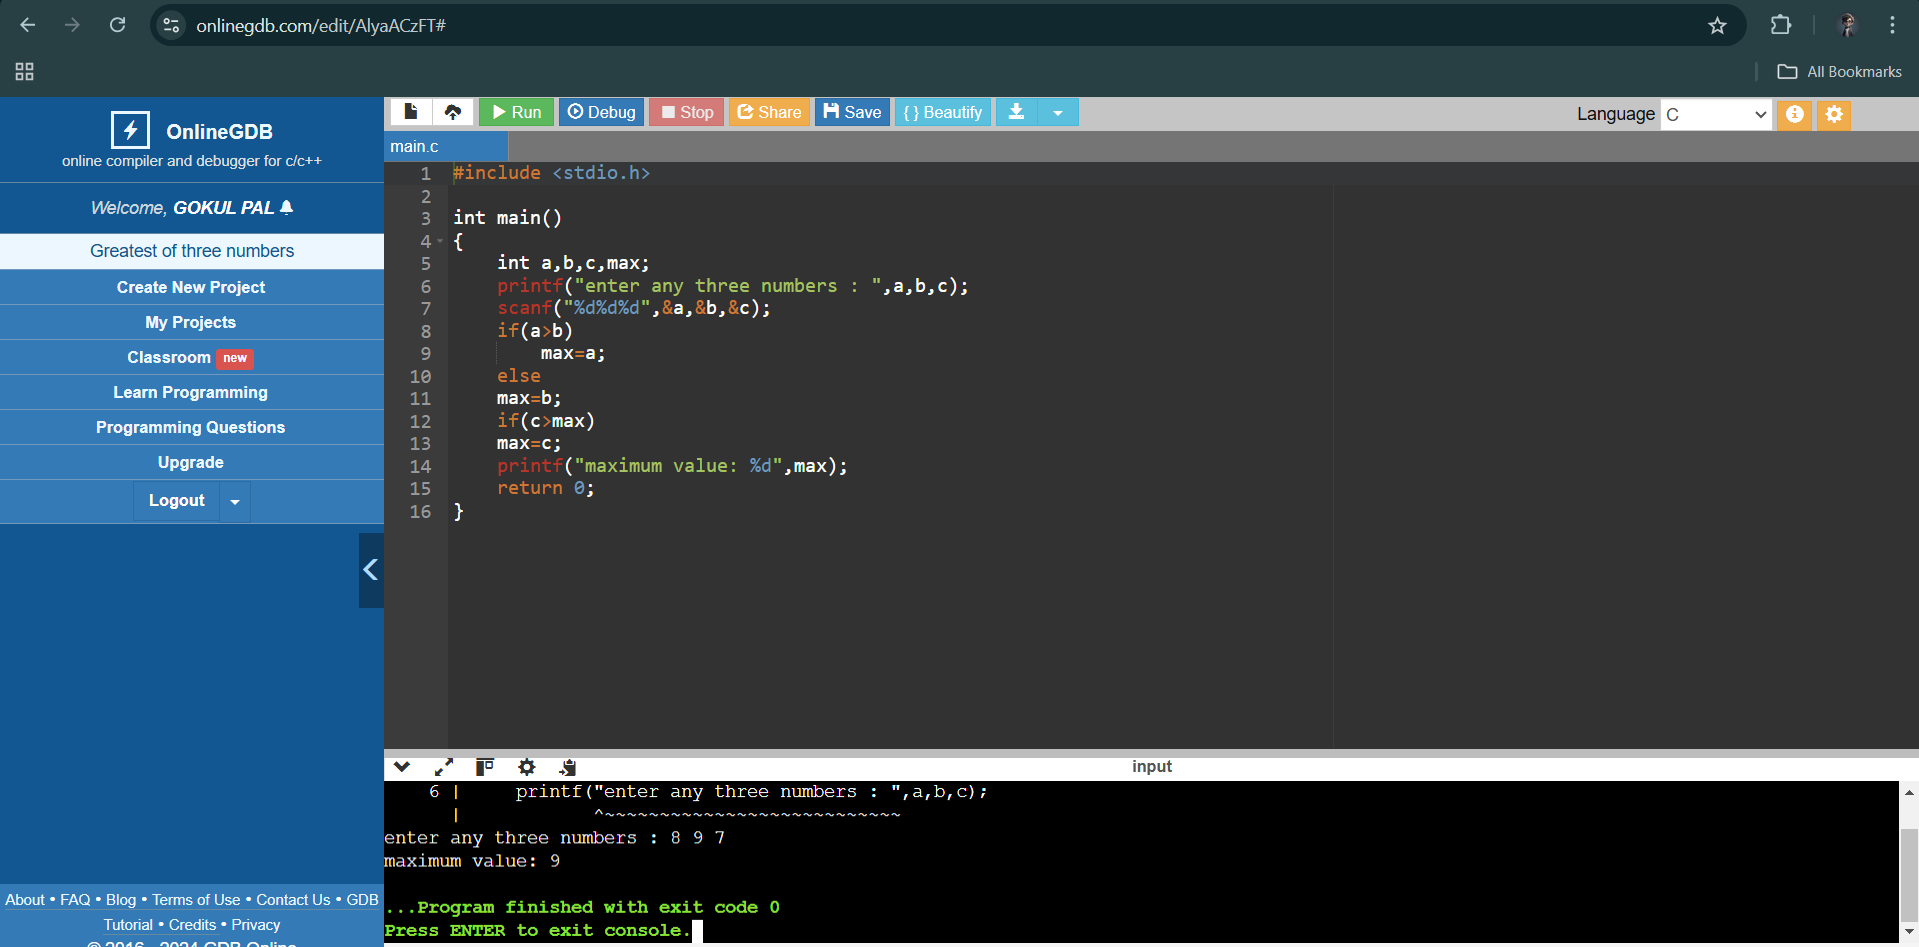 onlinegdb.com/edit/AlyaACzFT#
All Bookmarks
OnlineGDB
online compiler and debugger for c/c++
Welcome, GOKUL PAL
Greatest of three numbers
Create New Project
My Projects
Classroom new
Learn Programming
Programming Questions
Upgrade
Logout
About • FAQ • Blog • Terms of Use • Contact Us • GDB
Tutorial • Credits • Privacy
© 2016 - 2024 GDB Online
Run Debug Stop Share Save { } Beautify
Language C
main.c
1 #include <stdio.h>
2
3 int main()
4 {
5     int a,b,c,max;
6     printf("enter any three numbers : ",a,b,c);
7     scanf("%d%d%d",&a,&b,&c);
8     if(a>b)
9         max=a;
10     else
11     max=b;
12     if(c>max)
13     max=c;
14     printf("maximum value: %d",max);
15     return 0;
16 }
input
6 |     printf("enter any three numbers : ",a,b,c);
|            ^~~~~~~~~~~~~~~~~~~~~~~~~~~~
enter any three numbers : 8 9 7
maximum value: 9
...Program finished with exit code 0
Press ENTER to exit console.